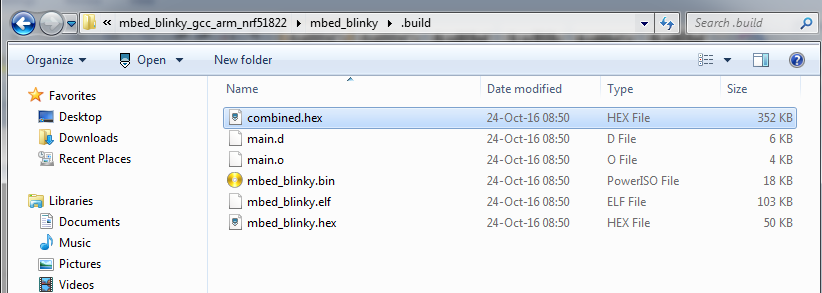 « mbed_blinky_gcc_arm_nrf51822 ▸ mbed_blinky ▸ .build
Search .build
Organize Open New folder
Favorites
Desktop
Downloads
Recent Places
Libraries
Documents
Music
Pictures
Videos
Name Date modified Type Size
combined.hex 24-Oct-16 08:50 HEX File 352 KB
main.d 24-Oct-16 08:50 D File 6 KB
main.o 24-Oct-16 08:50 O File 4 KB
mbed_blinky.bin 24-Oct-16 08:50 PowerISO File 18 KB
mbed_blinky.elf 24-Oct-16 08:50 ELF File 103 KB
mbed_blinky.hex 24-Oct-16 08:50 HEX File 50 KB